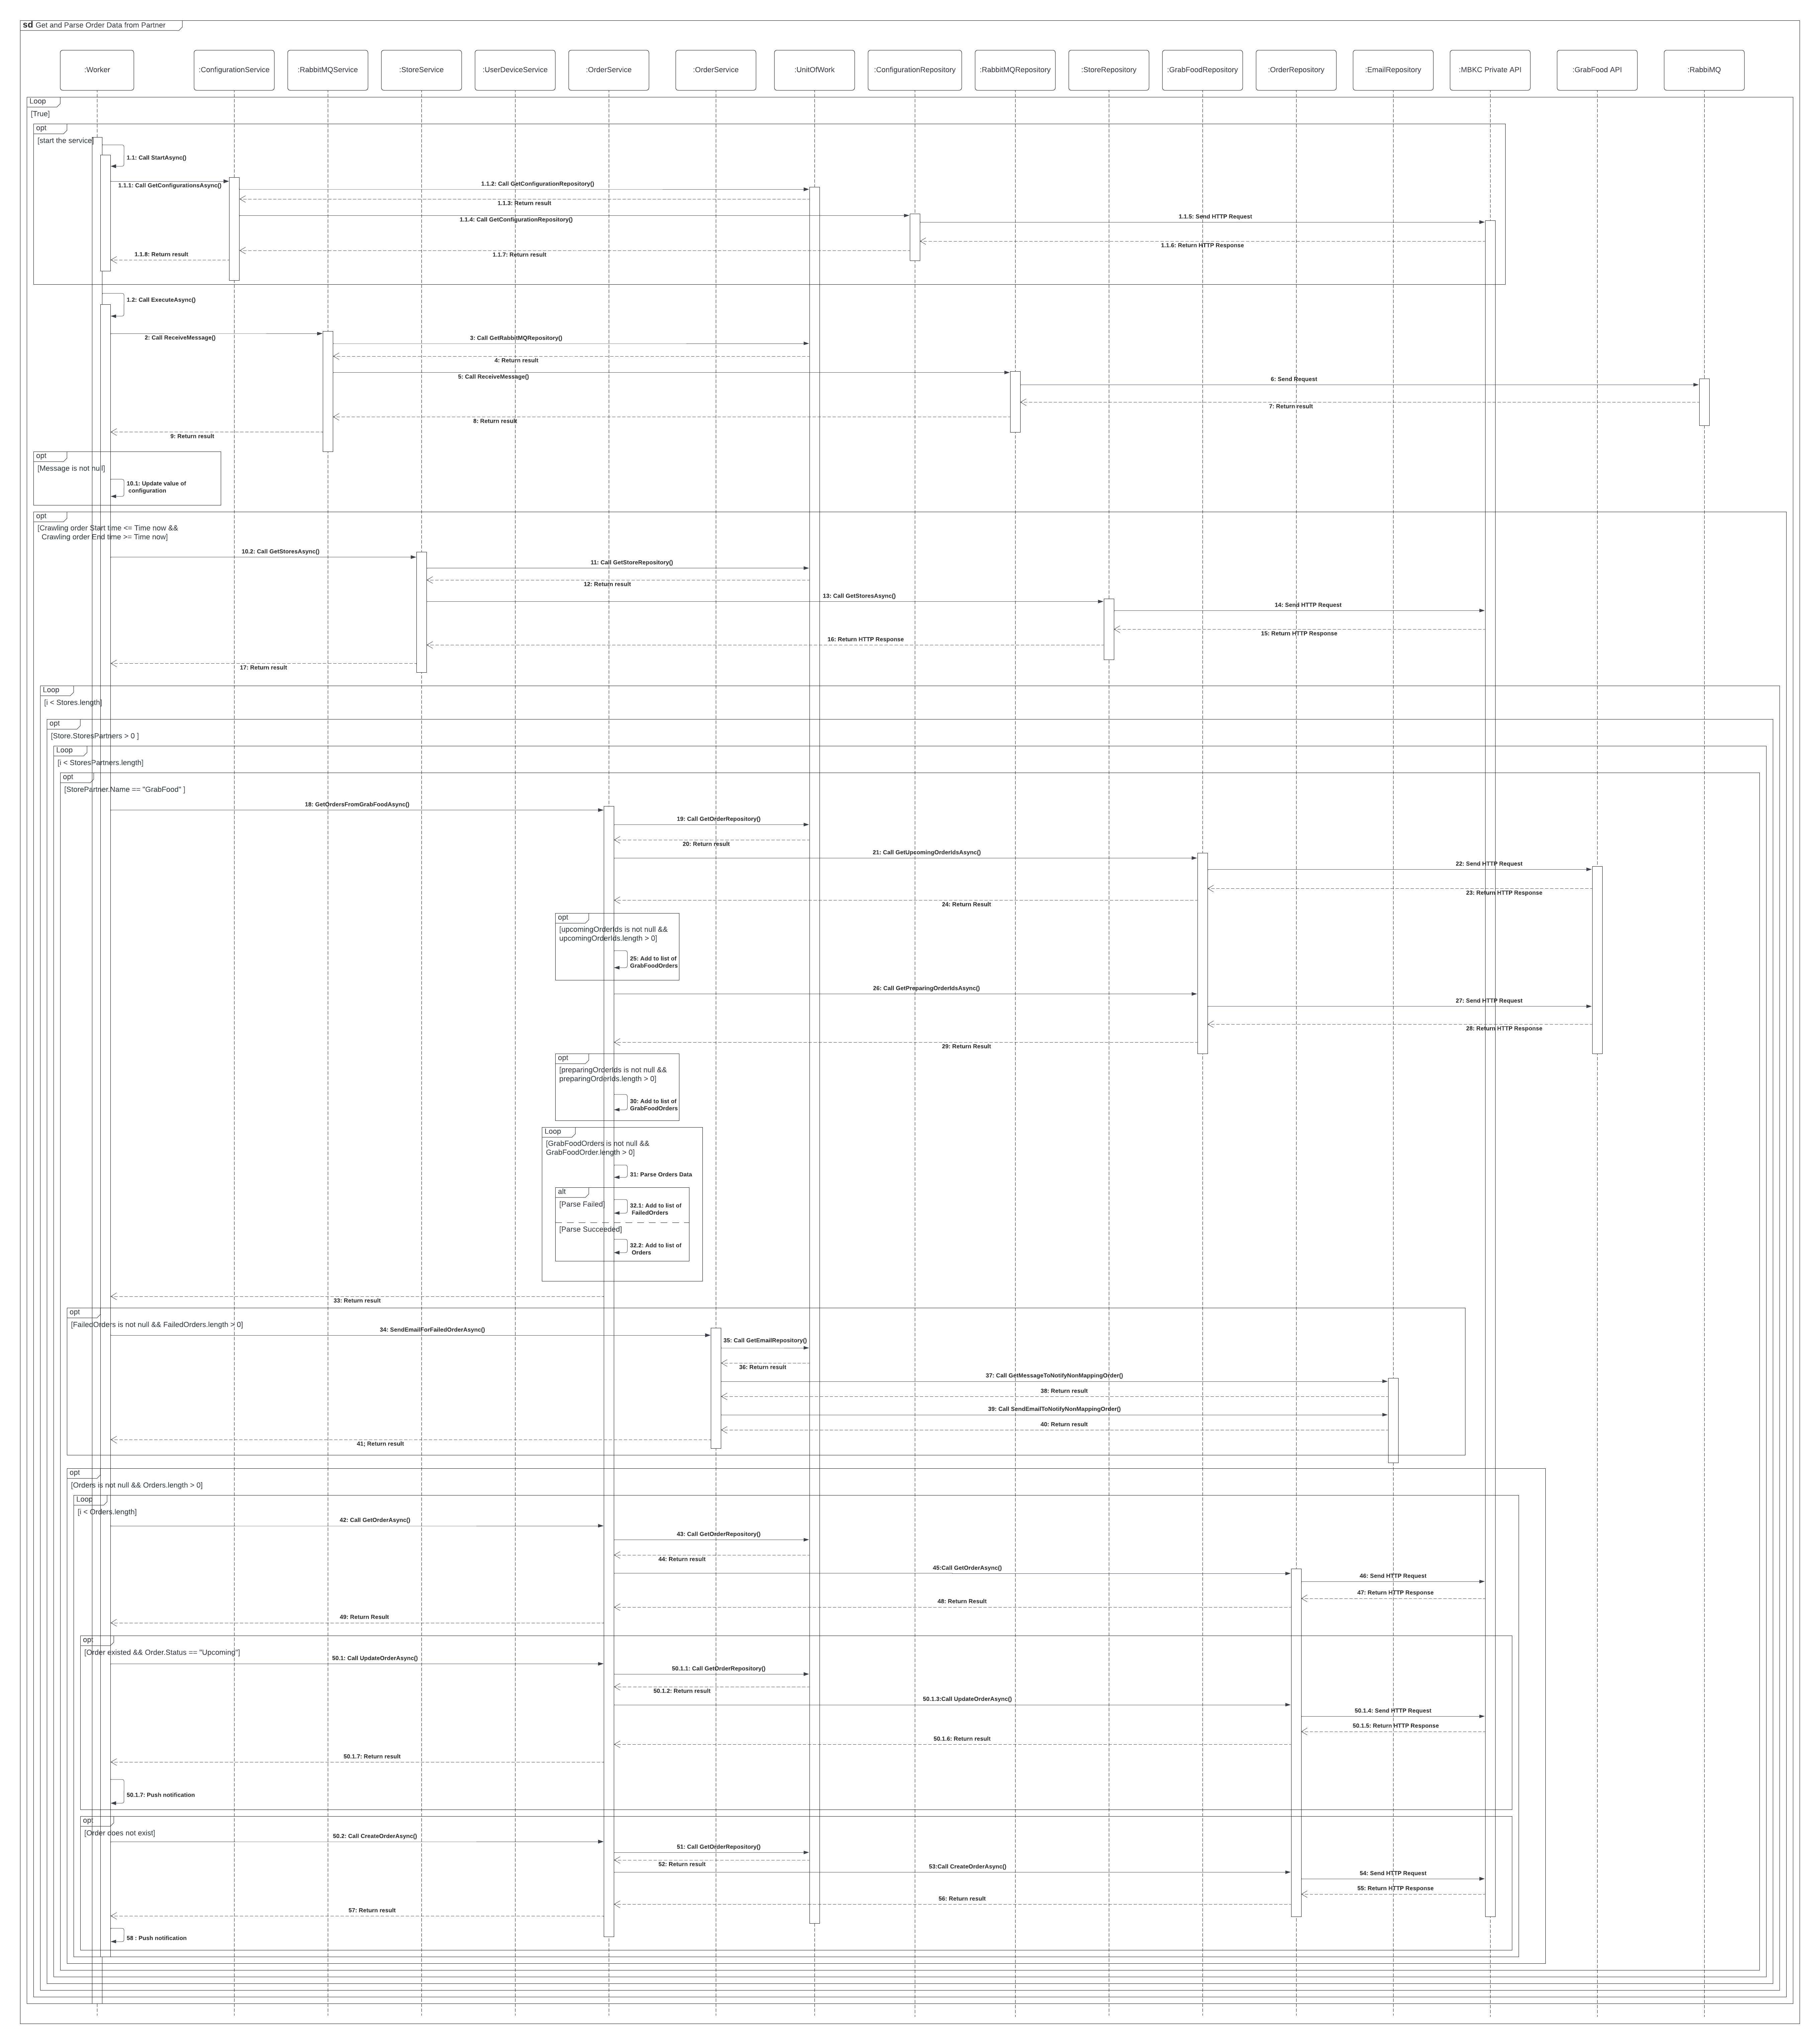 sd Get and Parse Order Data from Partner
:Worker
:ConfigurationService
:RabbitMQService
:StoreService
:UserDeviceService
:OrderService
:OrderService
:UnitOfWork
:ConfigurationRepository
:RabbitMQRepository
:StoreRepository
:GrabFoodRepository
:OrderRepository
:EmailRepository
:MBKC Private API
:GrabFood API
:RabbiMQ
Loop
[True]
opt
[start the service]
1.1: Call StartAsync()
1.1.1: Call GetConfigurationsAsync()
1.1.2: Call GetConfigurationRepository()
1.1.3: Return result
1.1.4: Call GetConfigurationRepository()
1.1.5: Send HTTP Request
1.1.6: Return HTTP Response
1.1.7: Return result
1.1.8: Return result
1.2: Call ExecuteAsync()
2: Call ReceiveMessage()
3: Call GetRabbitMQRepository()
4: Return result
5: Call ReceiveMessage()
6: Send Request
7: Return result
8: Return result
9: Return result
opt
[Message is not null]
10.1: Update value of
configuration
opt
[Crawling order Start time <= Time now &&
Crawling order End time >= Time now]
10.2: Call GetStoresAsync()
11: Call GetStoreRepository()
12: Return result
13: Call GetStoresAsync()
14: Send HTTP Request
15: Return HTTP Response
16: Return HTTP Response
17: Return result
Loop
[i < Stores.length]
opt
[Store.StoresPartners > 0 ]
Loop
[i < StoresPartners.length]
opt
[StorePartner.Name == "GrabFood" ]
18: GetOrdersFromGrabFoodAsync()
19: Call GetOrderRepository()
20: Return result
21: Call GetUpcomingOrderIdsAsync()
22: Send HTTP Request
23: Return HTTP Response
24: Return Result
opt
[upcomingOrderIds is not null &&
upcomingOrderIds.length > 0]
25: Add to list of
GrabFoodOrders
26: Call GetPreparingOrderIdsAsync()
27: Send HTTP Request
28: Return HTTP Response
29: Return Result
opt
[preparingOrderIds is not null &&
preparingOrderIds.length > 0]
30: Add to list of
GrabFoodOrders
Loop
[GrabFoodOrders is not null &&
GrabFoodOrder.length > 0]
31: Parse Orders Data
alt
[Parse Failed]
32.1: Add to list of
FailedOrders
[Parse Succeeded]
32.2: Add to list of
Orders
33: Return result
opt
[FailedOrders is not null && FailedOrders.length > 0]
34: SendEmailForFailedOrderAsync()
35: Call GetEmailRepository()
36: Return result
37: Call GetMessageToNotifyNonMappingOrder()
38: Return result
39: Call SendEmailToNotifyNonMappingOrder()
40: Return result
41; Return result
opt
[Orders is not null && Orders.length > 0]
Loop
[i < Orders.length]
42: Call GetOrderAsync()
43: Call GetOrderRepository()
44: Return result
45:Call GetOrderAsync()
46: Send HTTP Request
47: Return HTTP Response
48: Return Result
49: Return Result
opt
[Order existed && Order.Status == "Upcoming"]
50.1: Call UpdateOrderAsync()
50.1.1: Call GetOrderRepository()
50.1.2: Return result
50.1.3:Call UpdateOrderAsync()
50.1.4: Send HTTP Request
50.1.5: Return HTTP Response
50.1.6: Return result
50.1.7: Return result
50.1.7: Push notification
opt
[Order does not exist]
50.2: Call CreateOrderAsync()
51: Call GetOrderRepository()
52: Return result
53:Call CreateOrderAsync()
54: Send HTTP Request
55: Return HTTP Response
56: Return result
57: Return result
58 : Push notification